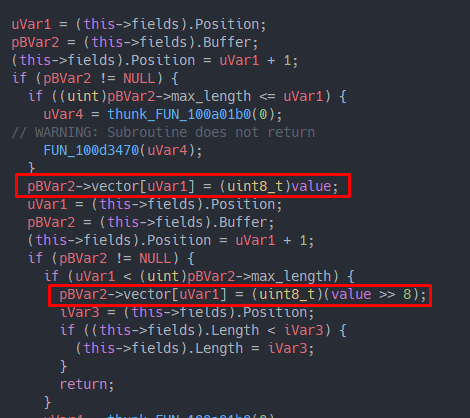 uVar1 = (this->fields).Position;
pBVar2 = (this->fields).Buffer;
(this->fields).Position = uVar1 + 1;
if (pBVar2 != NULL) {
if ((uint)pBVar2->max_length <= uVar1) {
uVar4 = thunk_FUN_100a01b0(0);
// WARNING: Subroutine does not return
FUN_100d3470(uVar4);
}
pBVar2->vector[uVar1] = (uint8_t)value;
uVar1 = (this->fields).Position;
pBVar2 = (this->fields).Buffer;
(this->fields).Position = uVar1 + 1;
if (pBVar2 != NULL) {
if (uVar1 < (uint)pBVar2->max_length) {
pBVar2->vector[uVar1] = (uint8_t)(value >> 8);
iVar3 = (this->fields).Position;
if ((this->fields).Length < iVar3) {
(this->fields).Length = iVar3;
}
return;
}